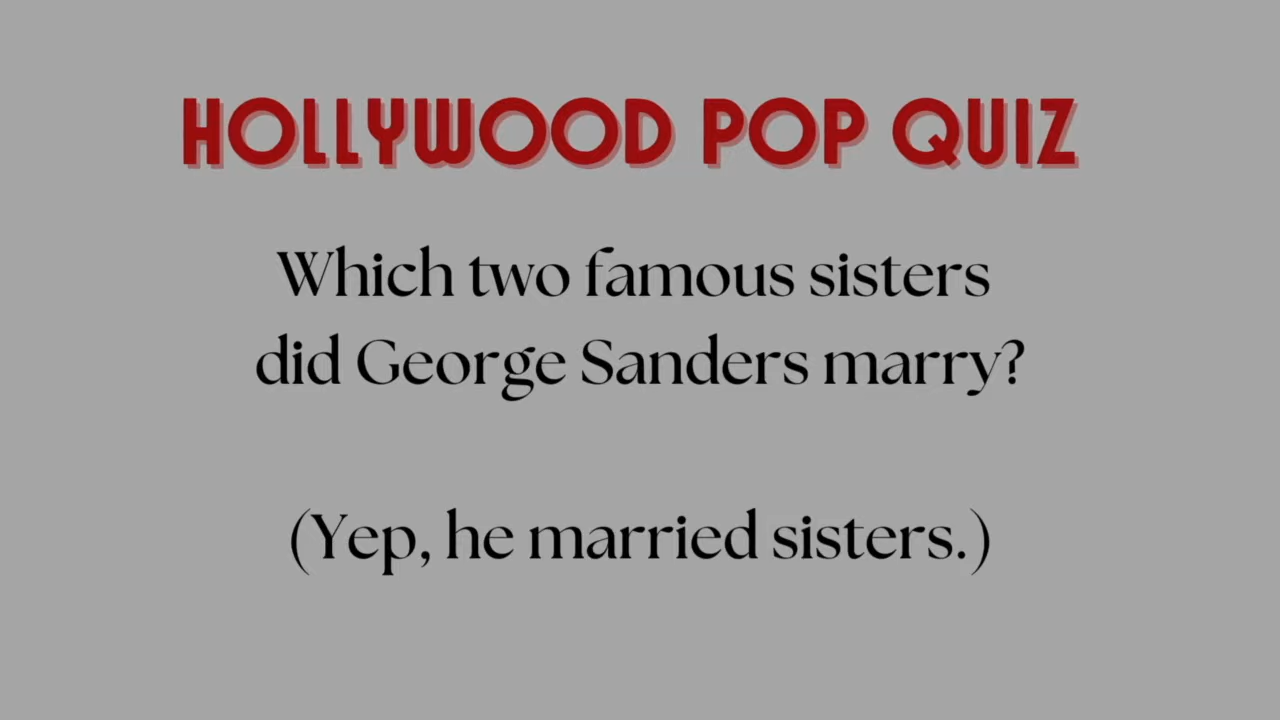 HOLLYWOOD POP QUIZ
Which two famous sisters
did George Sanders marry?
(Yep, he married sisters.)